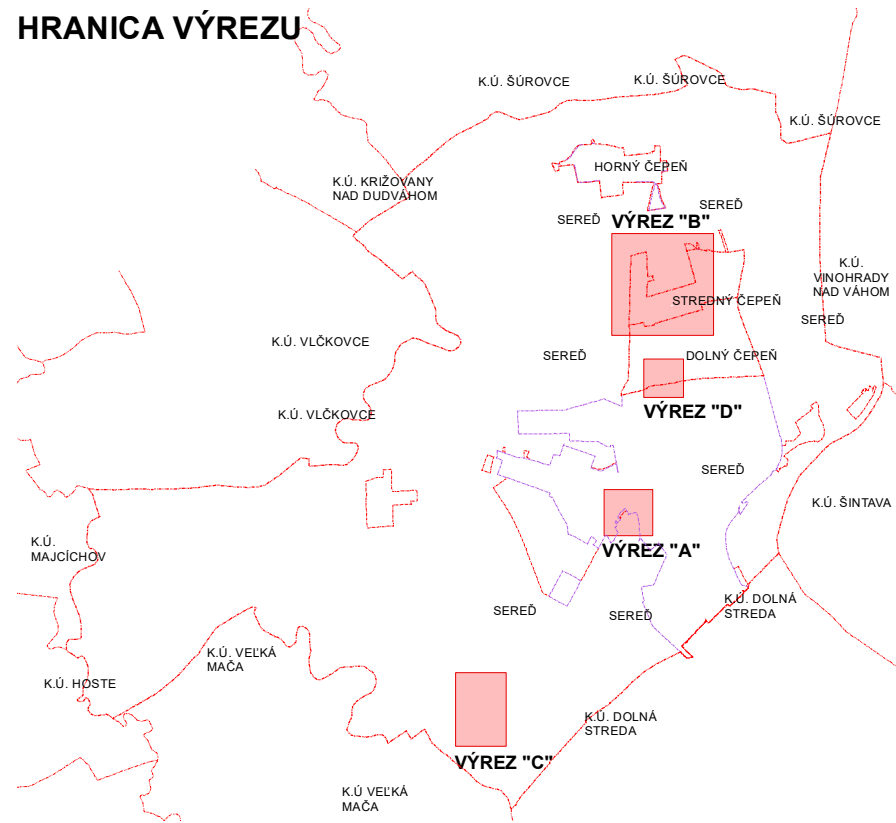 HRANICA VÝREZU
K.Ú. ŠÚROVCE
K.Ú. ŠÚROVCE
K.Ú. ŠÚROVCE
HORNÝ ČEPEŇ
K.Ú. KRIŽOVANY
NAD DUDVÁHOM
SEREĎ
SEREĎ
VÝREZ "B"
K.Ú.
VINOHRADY
NAD VÁHOM
STREDNÝ ČEPEŇ
SEREĎ
K.Ú. VLČKOVCE
SEREĎ
DOLNÝ ČEPEŇ
K.Ú. VLČKOVCE
VÝREZ "D"
SEREĎ
K.Ú. ŠINTAVA
K.Ú.
MAJCÍCHOV
VÝREZ "A"
K.Ú. DOLNÁ
STREDA
SEREĎ
SEREĎ
K.Ú. VEĽKÁ
MAČA
K.Ú. HOSTE
K.Ú. DOLNÁ
STREDA
VÝREZ "C"
K.Ú VEĽKÁ
MAČA